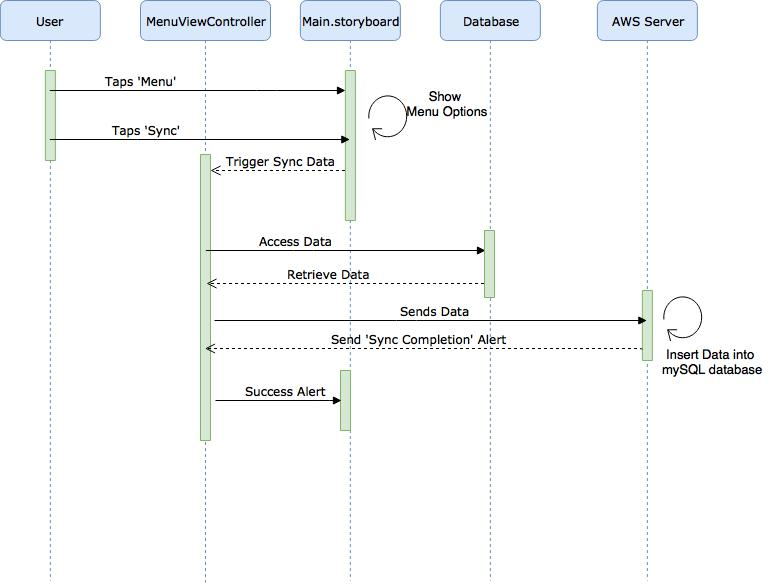 User
MenuViewController
Main.storyboard
Database
AWS Server
Taps 'Menu'
Show
Menu Options
Taps 'Sync'
Trigger Sync Data
Access Data
Retrieve Data
Sends Data
Send 'Sync Completion' Alert
Insert Data into
mySQL database
Success Alert